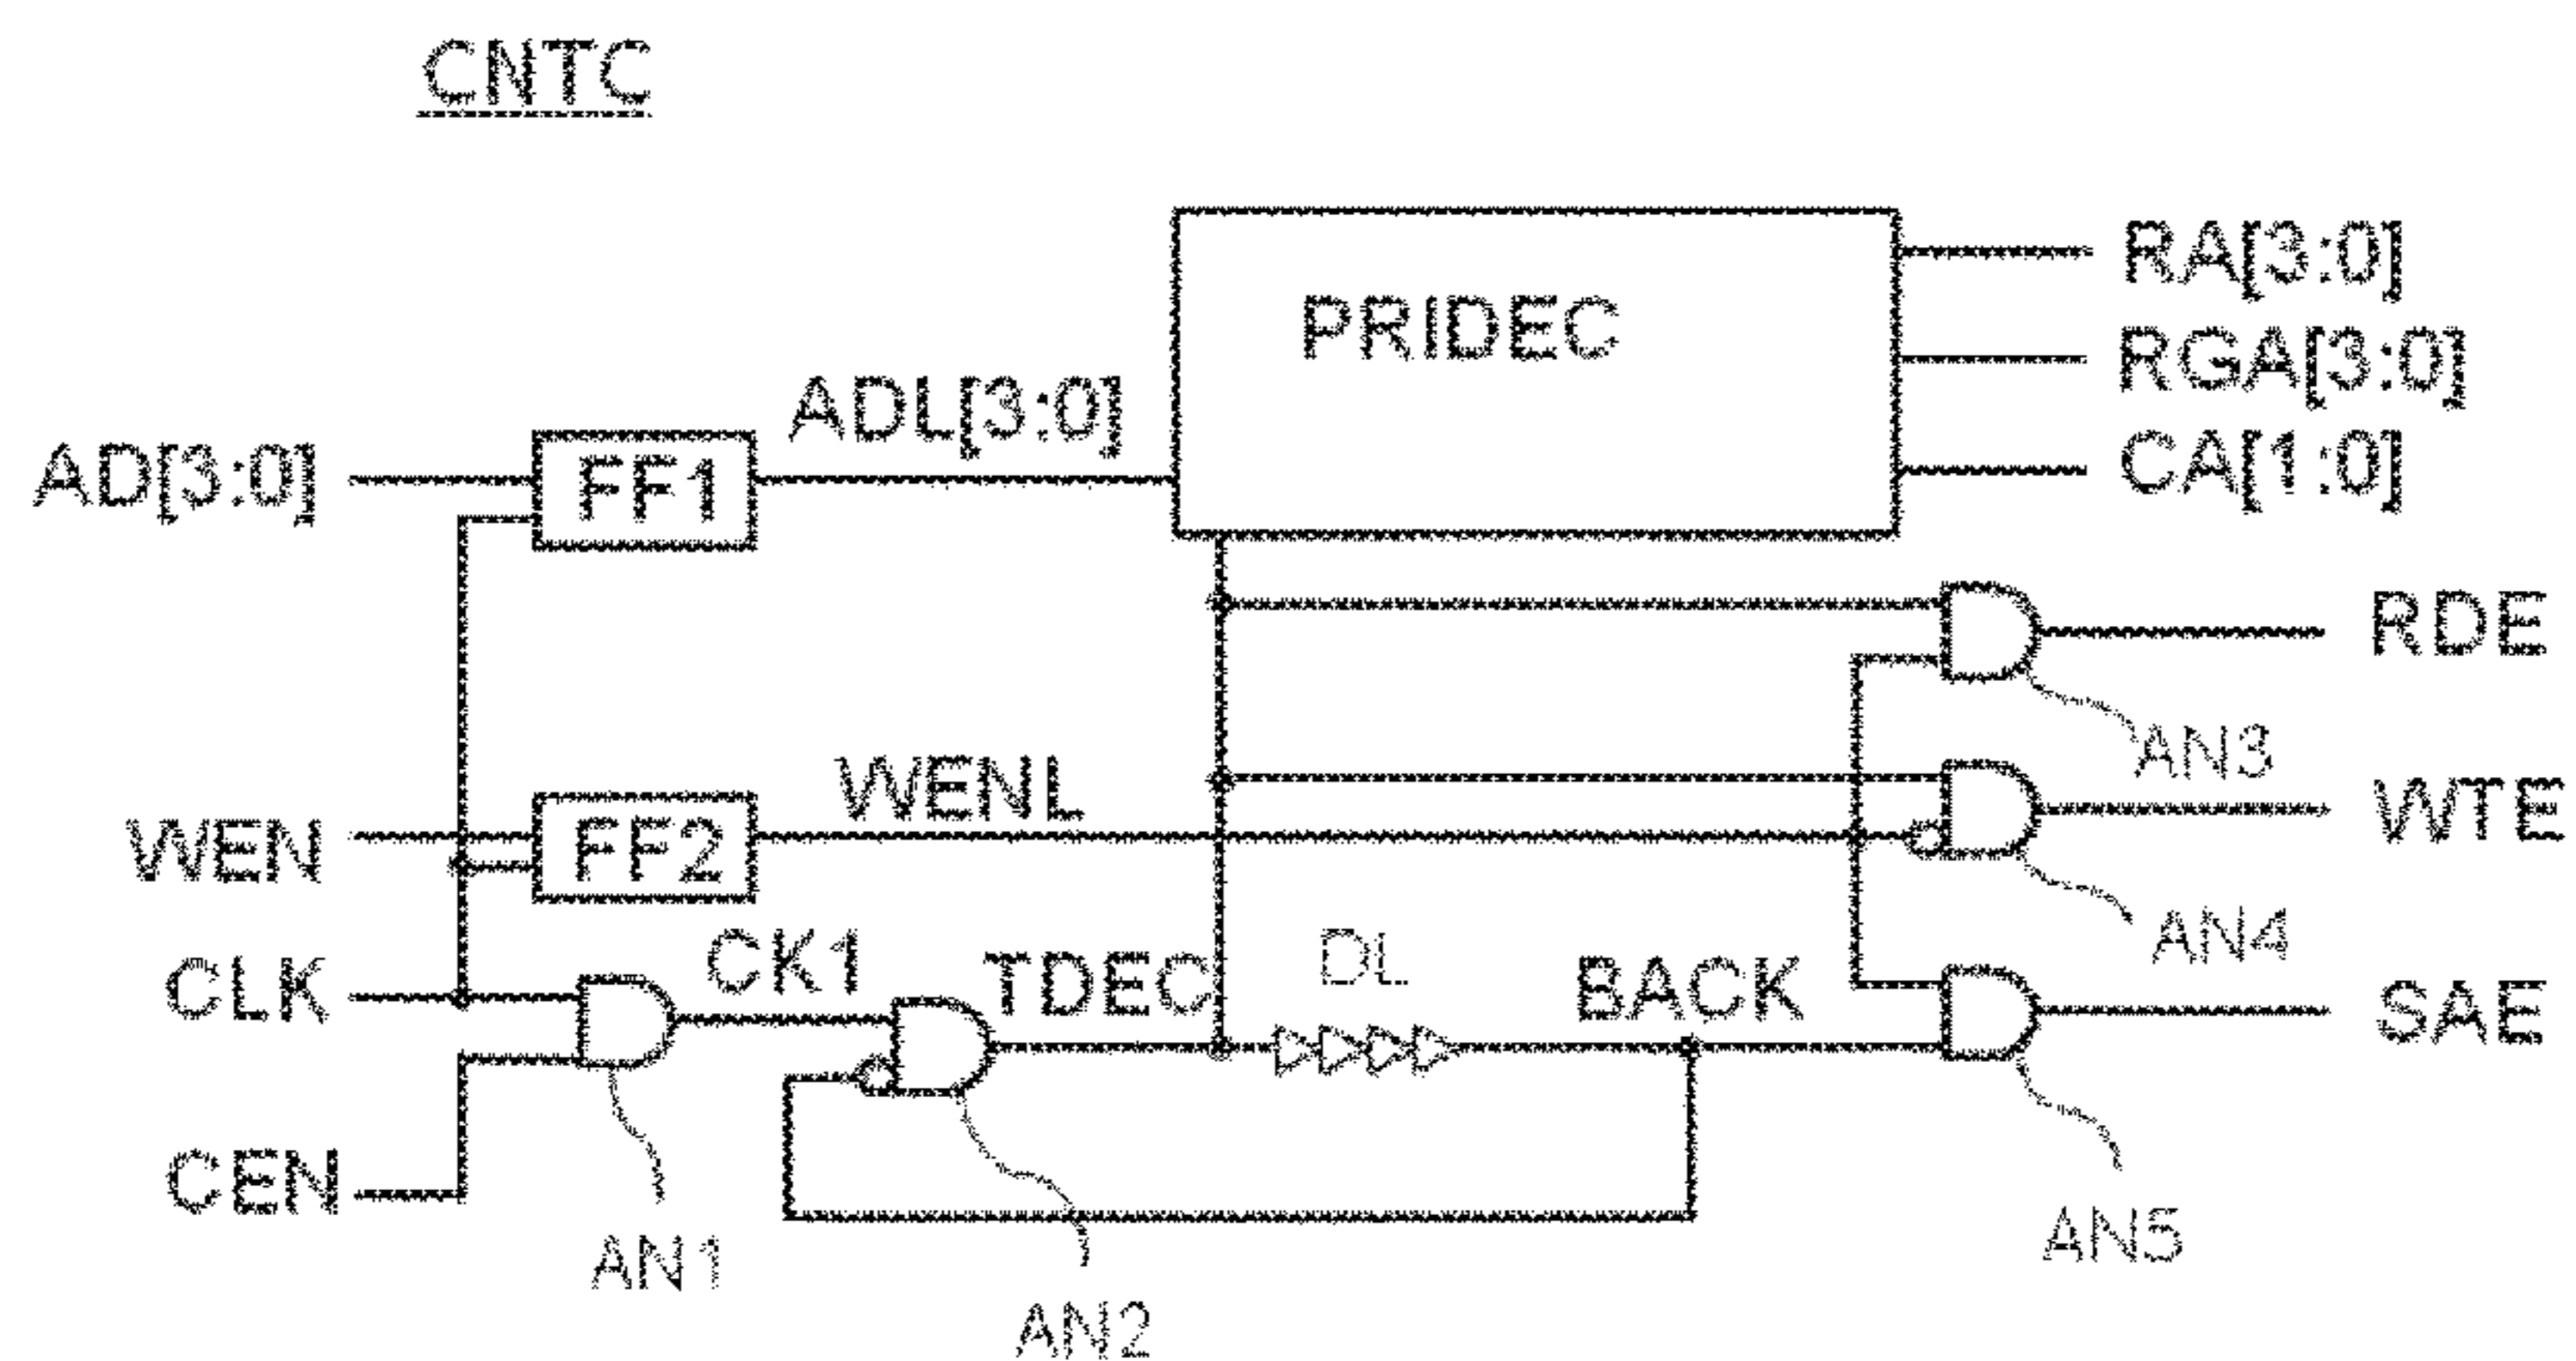 CNTC
RA[3:0]
PRIDEC
RGA[3:0]
ADL[3:0]
CA[1:0]
AD[3:0]
FF1
RDE
AN3
WENL
WTE
WEN
FF2
AN4
CK1
DL
CLK
TDEC
BACK
SAE
CEN
AN1
AN5
AN2